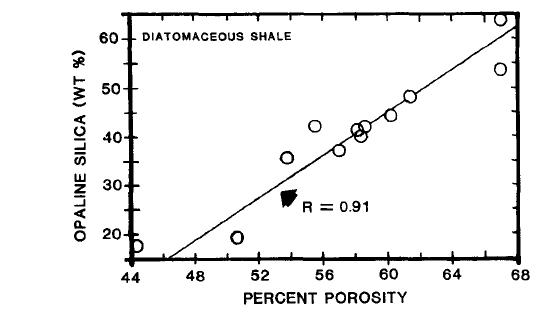 DIATOMACEOUS SHALE
OPALINE SILICA (WT %)
60
50
40
30
20
R = 0.91
44 48 52 56 60 64 68
PERCENT POROSITY